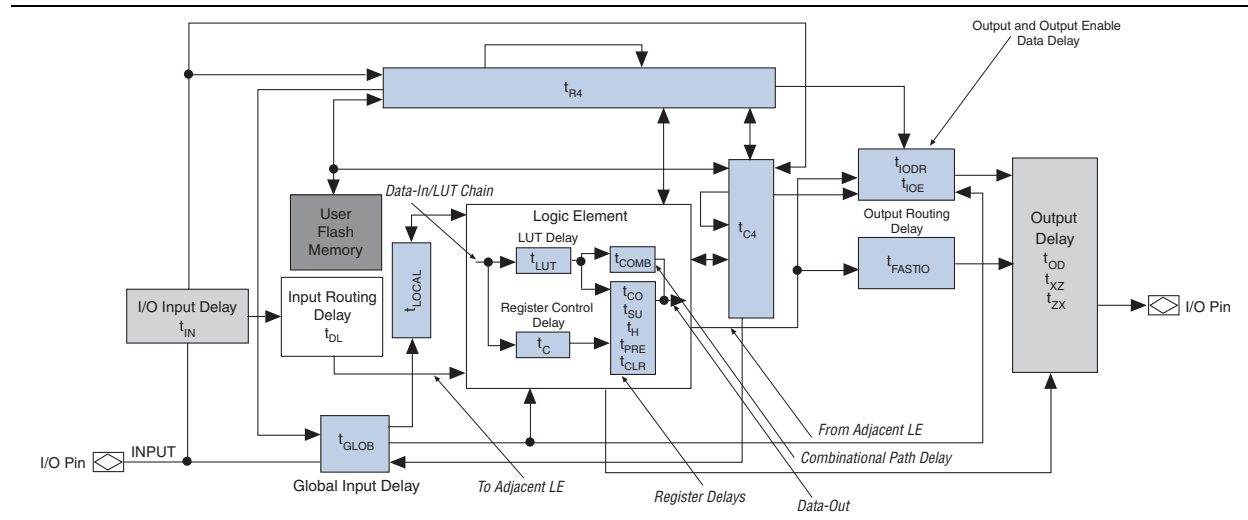 Output and Output Enable
Data Delay
tR4
tIODR
tIOE
Data-In/LUT Chain
User
Flash
Memory
Logic Element
LUT Delay
tLUT
tCOMB
tC4
Output Routing
Delay
tFASTIO
Output
Delay
tOD
tXZ
tZX
I/O Pin
I/O Input Delay
tIN
Input Routing
Delay
tDL
tLOCAL
Register Control
Delay
tC
tCO
tSU
tH
tPRE
tCLR
From Adjacent LE
Combinational Path Delay
I/O Pin
INPUT
tGLOB
Global Input Delay
To Adjacent LE
Register Delays
Data-Out